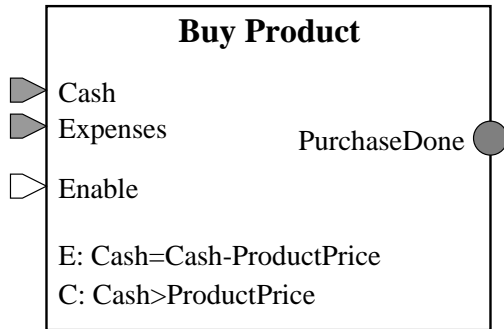 Buy Product
Cash
Expenses
PurchaseDone
Enable
E: Cash=Cash-ProductPrice
C: Cash>ProductPrice